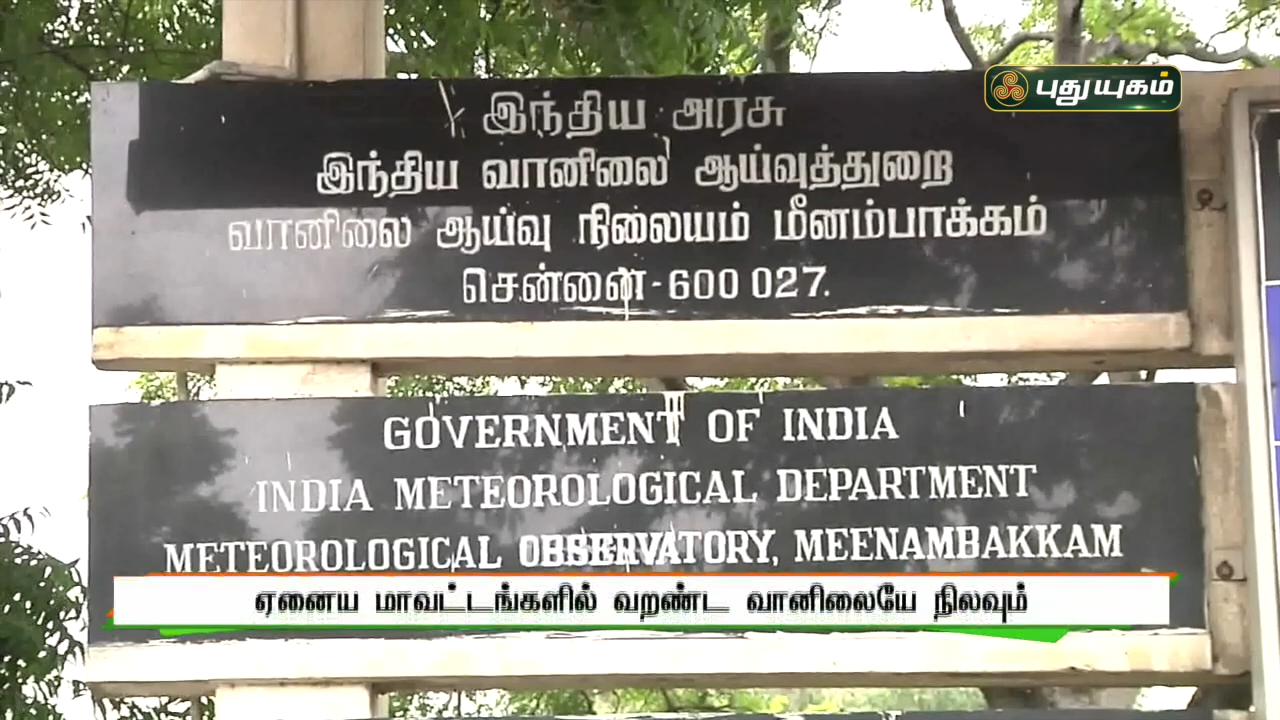 புதுயுகம்
இந்திய அரசு
இந்திய வானிலை ஆய்வுத்துறை
வானிலை ஆய்வு நிலையம் மீனம்பாக்கம்
சென்னை-600 027.
GOVERNMENT OF INDIA
INDIA METEOROLOGICAL DEPARTMENT
METEOROLOGICAL OBSERVATORY, MEENAMBAKKAM
ஏனைய மாவட்டங்களில் வறண்ட வானிலையே நிலவும்